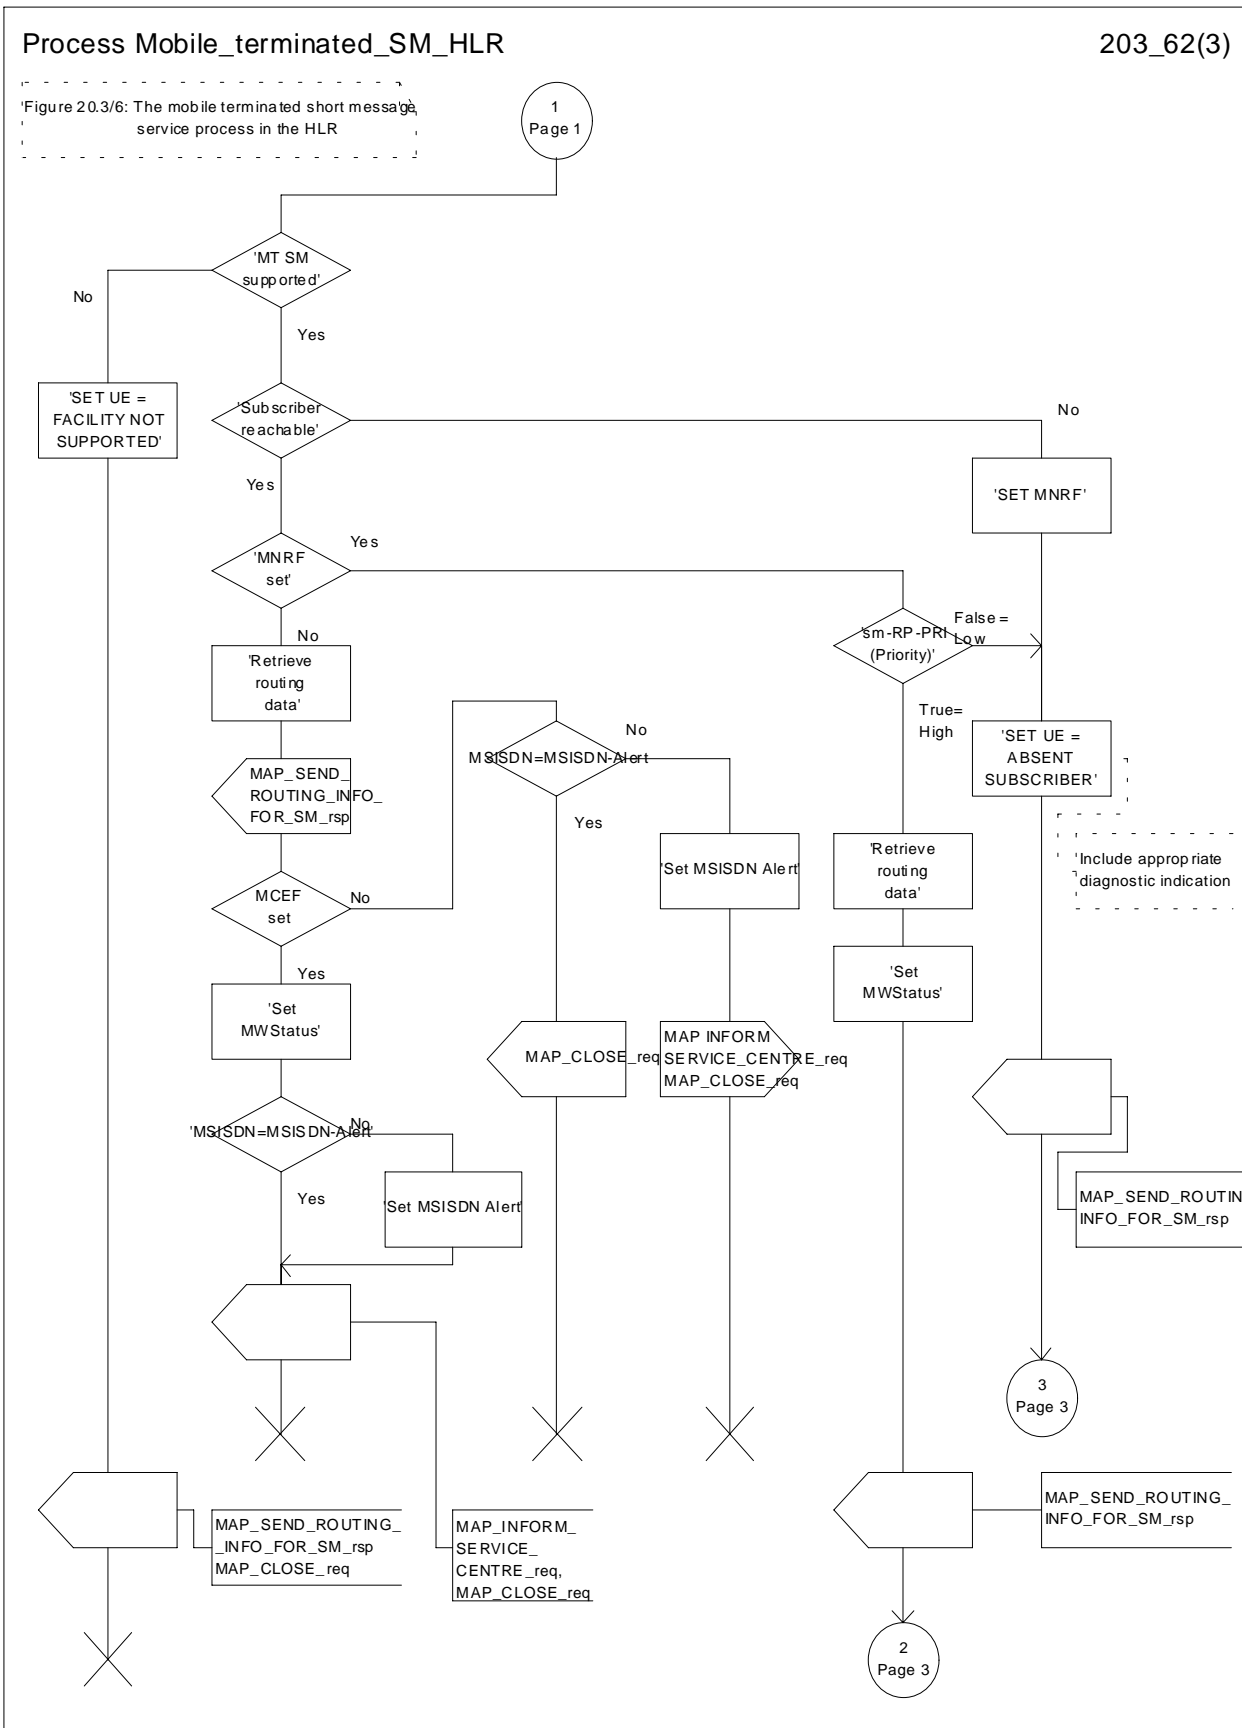 Process Mobile_terminated_SM_HLR
203_62(3)
Figure 20.3/6: The mobile terminated short message
service process in the HLR
1
Page 1
'MT SM
supported'
No
Yes
'SET UE =
FACILITY NOT
SUPPORTED'
'Subscriber
reachable'
No
Yes
'SET MNRF'
'MNRF
set'
Yes
No
'sm-RP-PRI
(Priority)'
False =
Low
True=
High
'Retrieve
routing
data'
MSISDN=MSISDN-Alert
No
Yes
'SET UE =
ABSENT
SUBSCRIBER'
MAP_SEND_
ROUTING_INFO_
FOR_SM_rsp
'Set MSISDN Alert'
'Retrieve
routing
data'
Include appropriate
diagnostic indication
MCEF
set
No
Yes
'Set
MWStatus'
'Set
MWStatus'
MAP_CLOSE_req
MAP INFORM
SERVICE_CENTRE_req
MAP_CLOSE_req
'MSISDN=MSISDN-Alert'
No
Yes
'Set MSISDN Alert'
MAP_SEND_ROUTIN
INFO_FOR_SM_rsp
3
Page 3
MAP_SEND_ROUTING_
_INFO_FOR_SM_rsp
MAP_CLOSE_req
MAP_INFORM_
SERVICE_
CENTRE_req,
MAP_CLOSE_req
MAP_SEND_ROUTING_
INFO_FOR_SM_rsp
2
Page 3